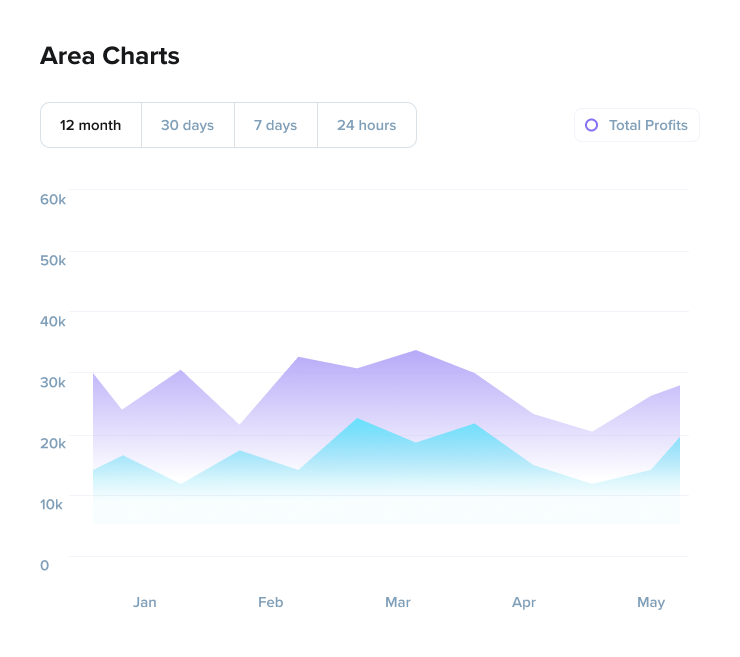 Area Charts
12 month 30 days 7 days 24 hours Total Profits
60k
50k
40k
30k
20k
10k
0
Jan Feb Mar Apr May